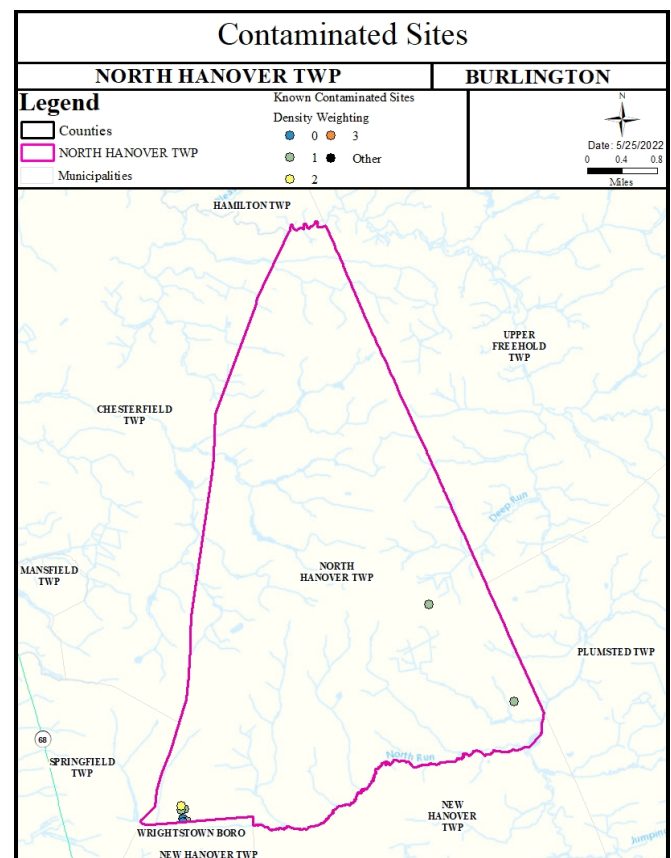 Contaminated Sites
NORTH HANOVER TWP
BURLINGTON
Legend
Counties
NORTH HANOVER TWP
Municipalities
Known Contaminated Sites
Density Weighting
0
3
1
Other
2
N
Date: 5/25/2022
0 0.4 0.8
Miles
HAMILTON TWP
UPPER
FREEHOLD
TWP
CHESTERFIELD
TWP
Deep Run
MANSFIELD
TWP
NORTH
HANOVER TWP
PLUMSTED TWP
68
North Run
SPRINGFIELD
TWP
NEW
HANOVER
TWP
WRIGHTSTOWN BORO
NEW HANOVER TWP
Jumping